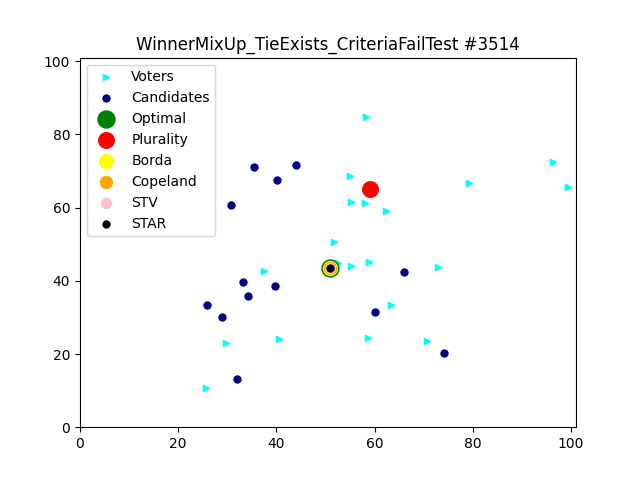 WinnerMixUp_TieExists_CriteriaFailTest #3514
100
80
60
40
20
0
0 20 40 60 80 100
Voters
Candidates
Optimal
Plurality
Borda
Copeland
STV
STAR